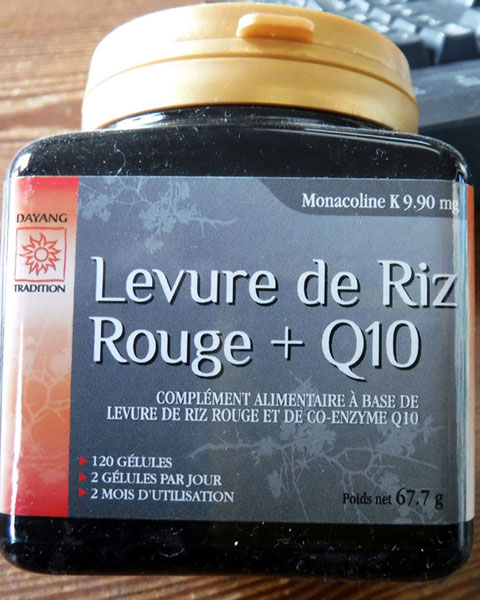 Monacoline K 9.90 mg
DAYANG
TRADITION
Levure de Riz
Rouge + Q10
COMPLÉMENT ALIMENTAIRE À BASE DE
LEVURE DE RIZ ROUGE ET DE CO-ENZYME Q10
120 GÉLULES
2 GÉLULES PAR JOUR
2 MOIS D'UTILISATION
Poids net 67.7 g